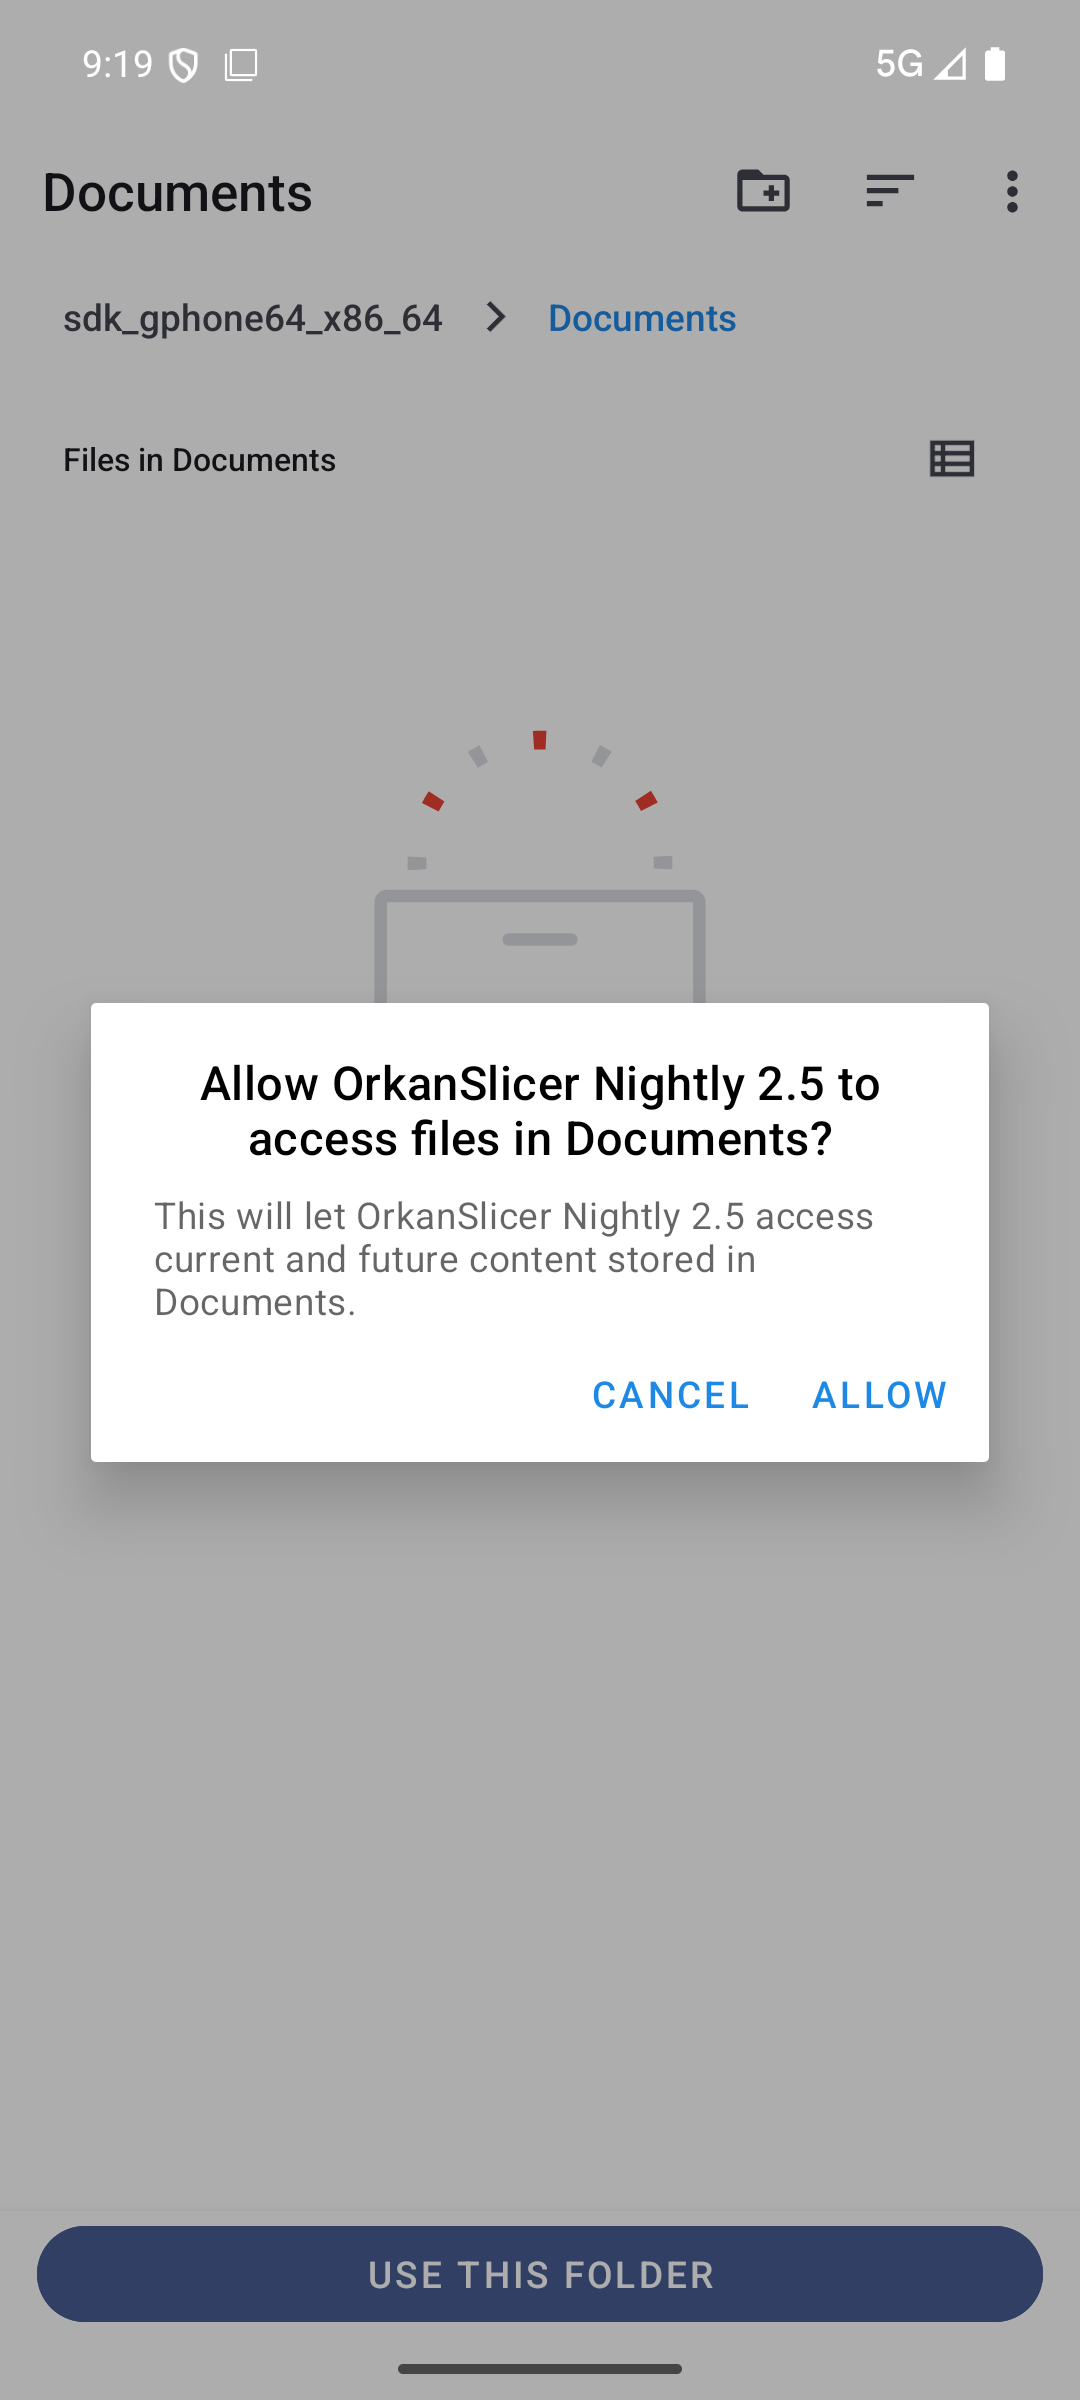 9:19
5G
Documents
sdk_gphone64_x86_64
Documents
Files in Documents
Allow OrkanSlicer Nightly 2.5 to
access files in Documents?
This will let OrkanSlicer Nightly 2.5 access
current and future content stored in
Documents.
CANCEL
ALLOW
USE THIS FOLDER